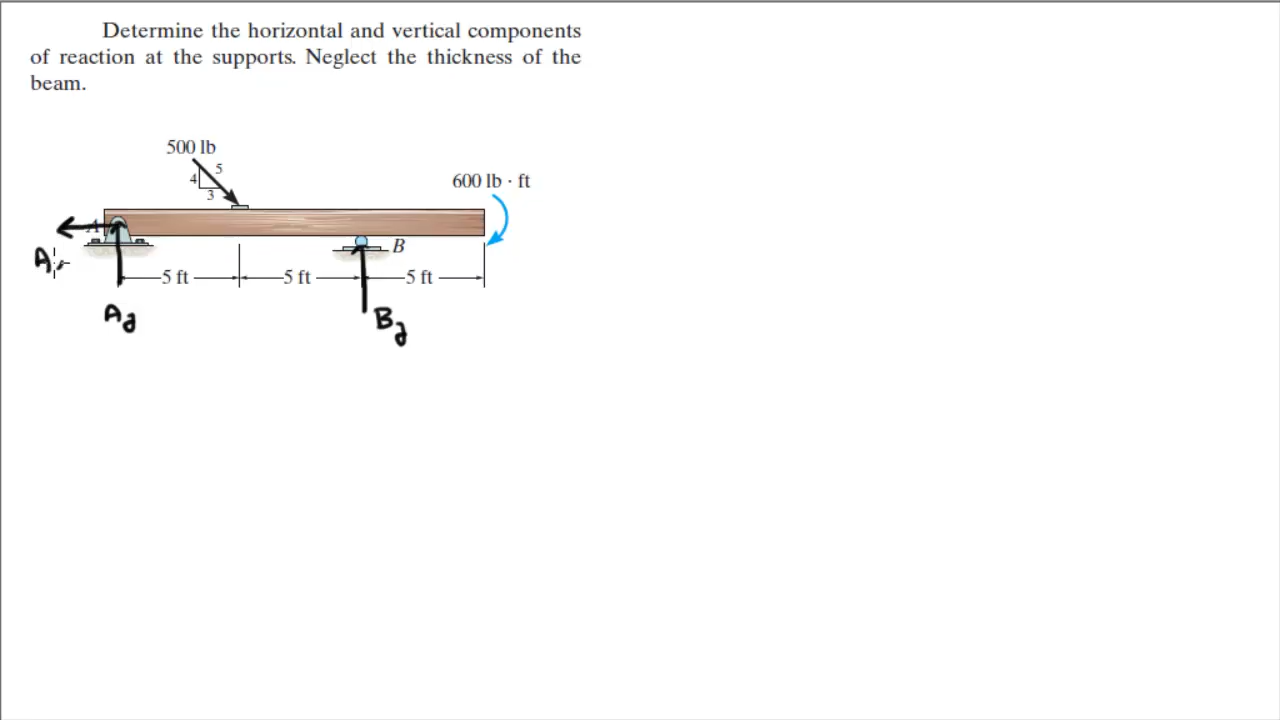 Determine the horizontal and vertical components
of reaction at the supports. Neglect the thickness of the
beam.
500 lb
5
4
3
600 lb · ft
A
B
5 ft
5 ft
5 ft
Ay
By